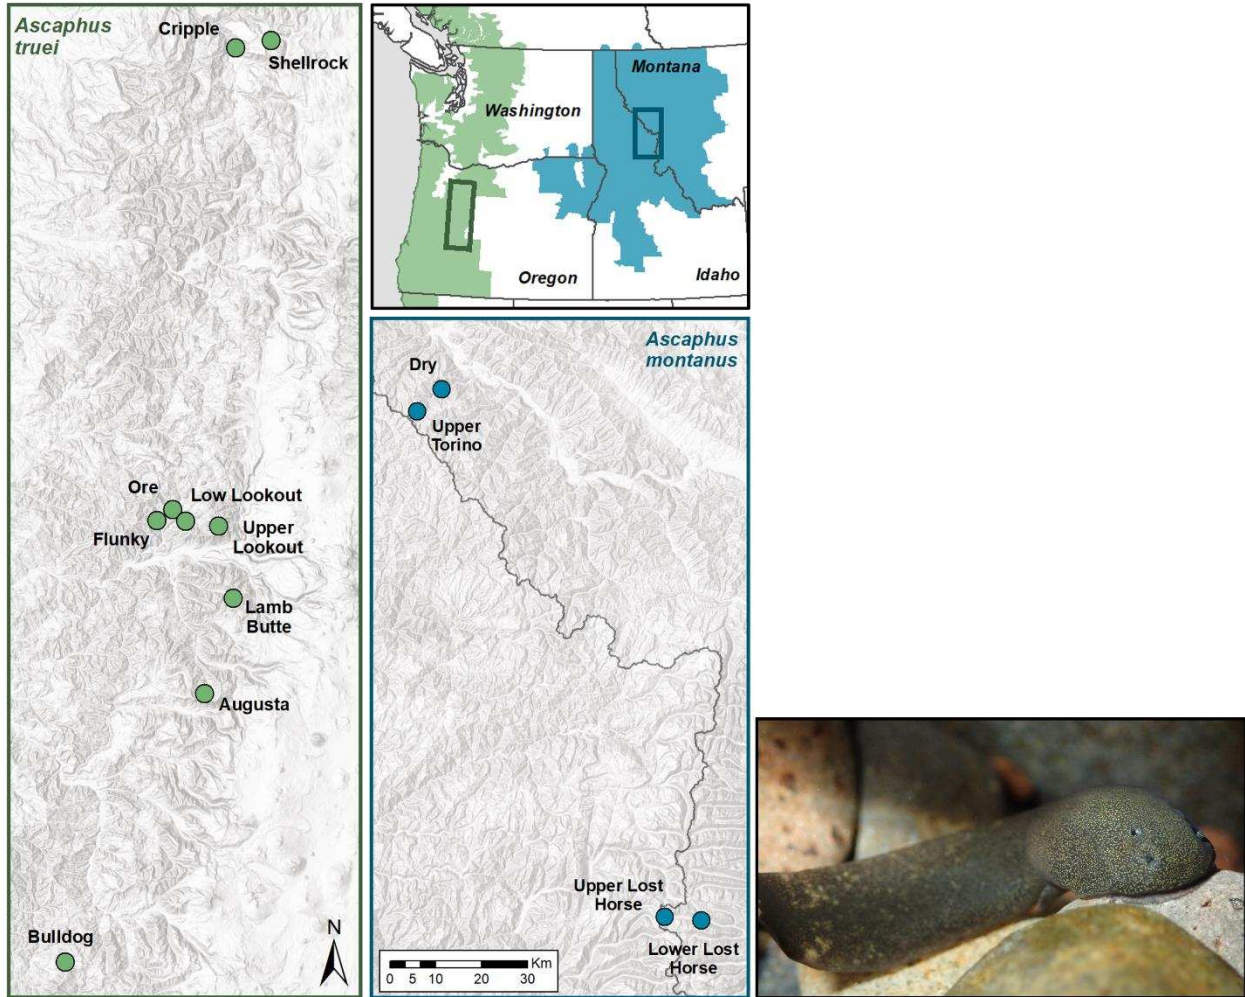 Ascaphus
truei
Cripple
Shellrock
Ore
Low Lookout
Flunky
Upper
Lookout
Lamb
Butte
Augusta
Bulldog
N
Montana
Washington
Oregon
Idaho
Ascaphus
montanus
Dry
Upper
Torino
Upper Lost
Horse
Lower Lost
Horse
Km
0 5 10 20 30